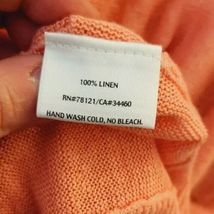 100% LINEN
RN#78121/CA#34460
HAND WASH COLD, NO BLEACH.